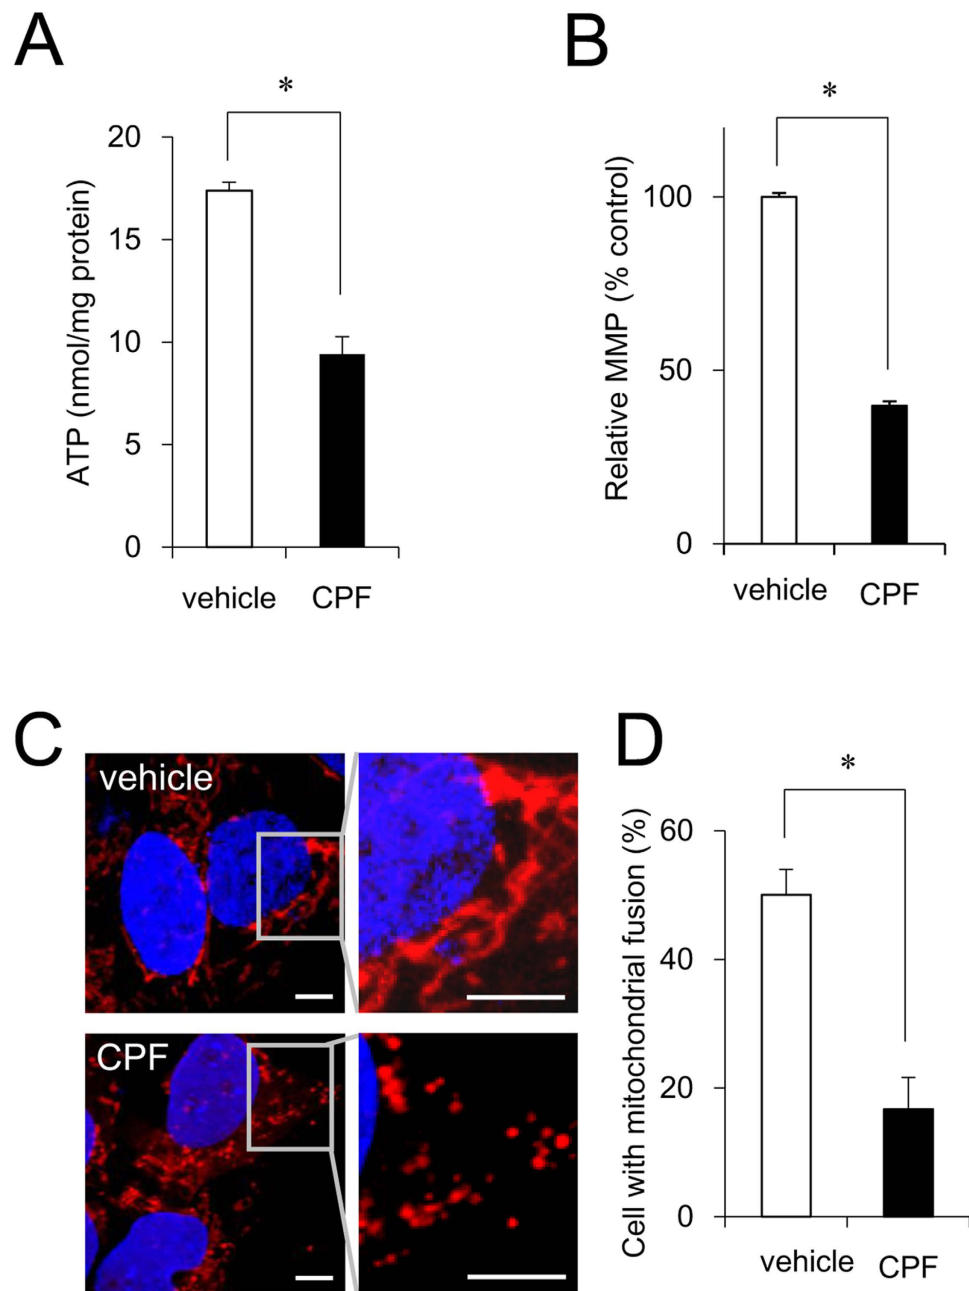 A
*
20
15
10
5
0
ATP (nmol/mg protein)
vehicle CPF
B
*
100
50
0
Relative MMP (% control)
vehicle CPF
C
vehicle
CPF
D
*
60
40
20
0
Cell with mitochondrial fusion (%)
vehicle CPF